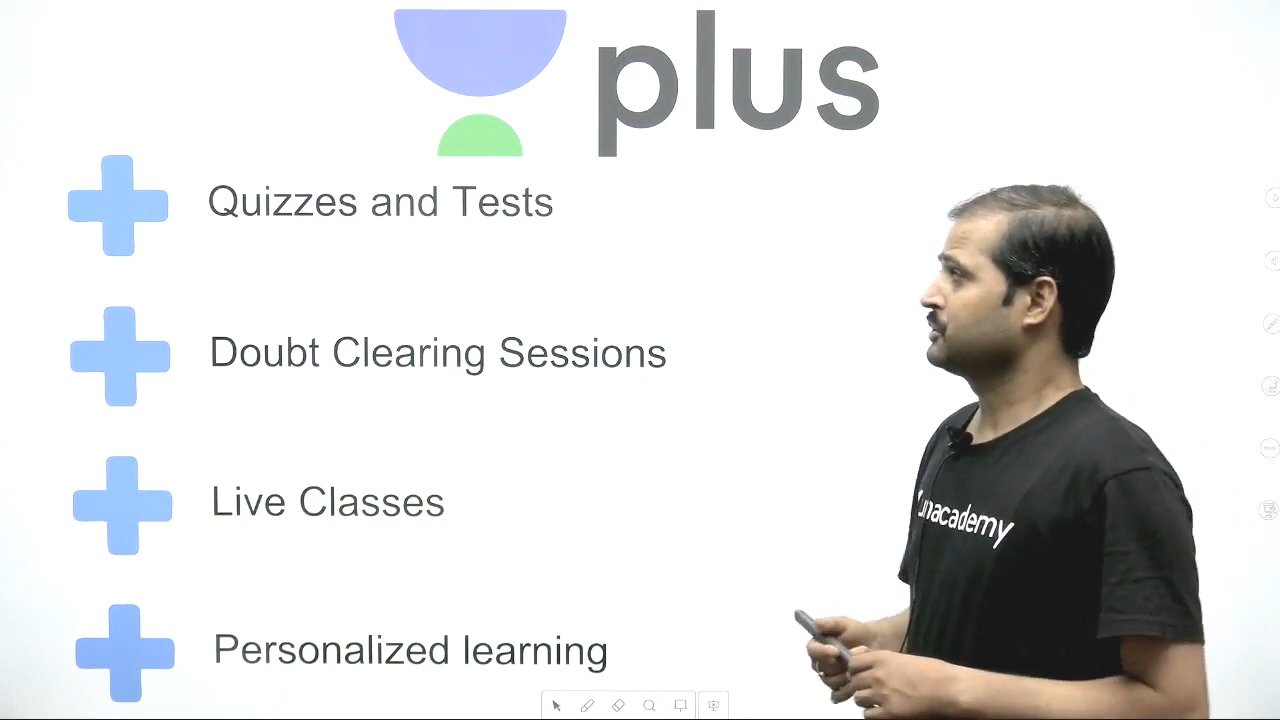 plus
Quizzes and Tests
Doubt Clearing Sessions
Live Classes
Personalized learning
unacademy